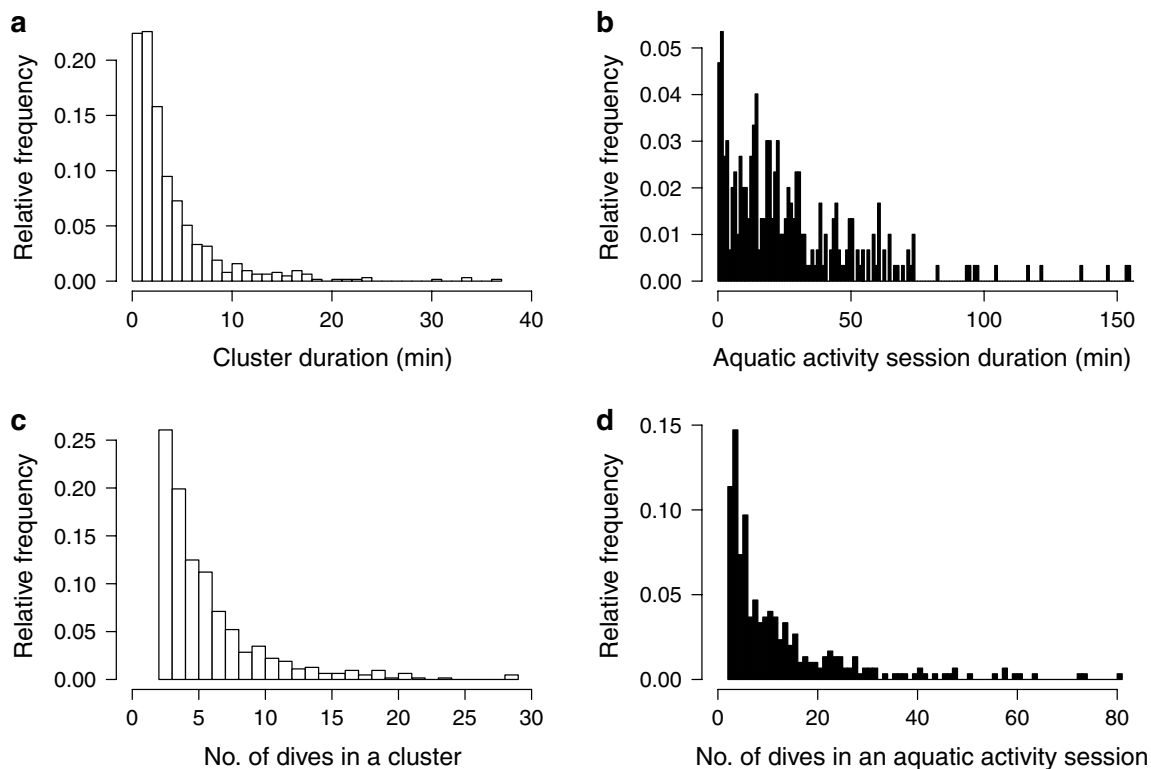 a
Relative frequency
0.20
0.15
0.10
0.05
0.00
0 10 20 30 40
Cluster duration (min)
b
Relative frequency
0.05
0.04
0.03
0.02
0.01
0.00
0 50 100 150
Aquatic activity session duration (min)
c
Relative frequency
0.25
0.20
0.15
0.10
0.05
0.00
0 5 10 15 20 25 30
No. of dives in a cluster
d
Relative frequency
0.15
0.10
0.05
0.00
0 20 40 60 80
No. of dives in an aquatic activity session